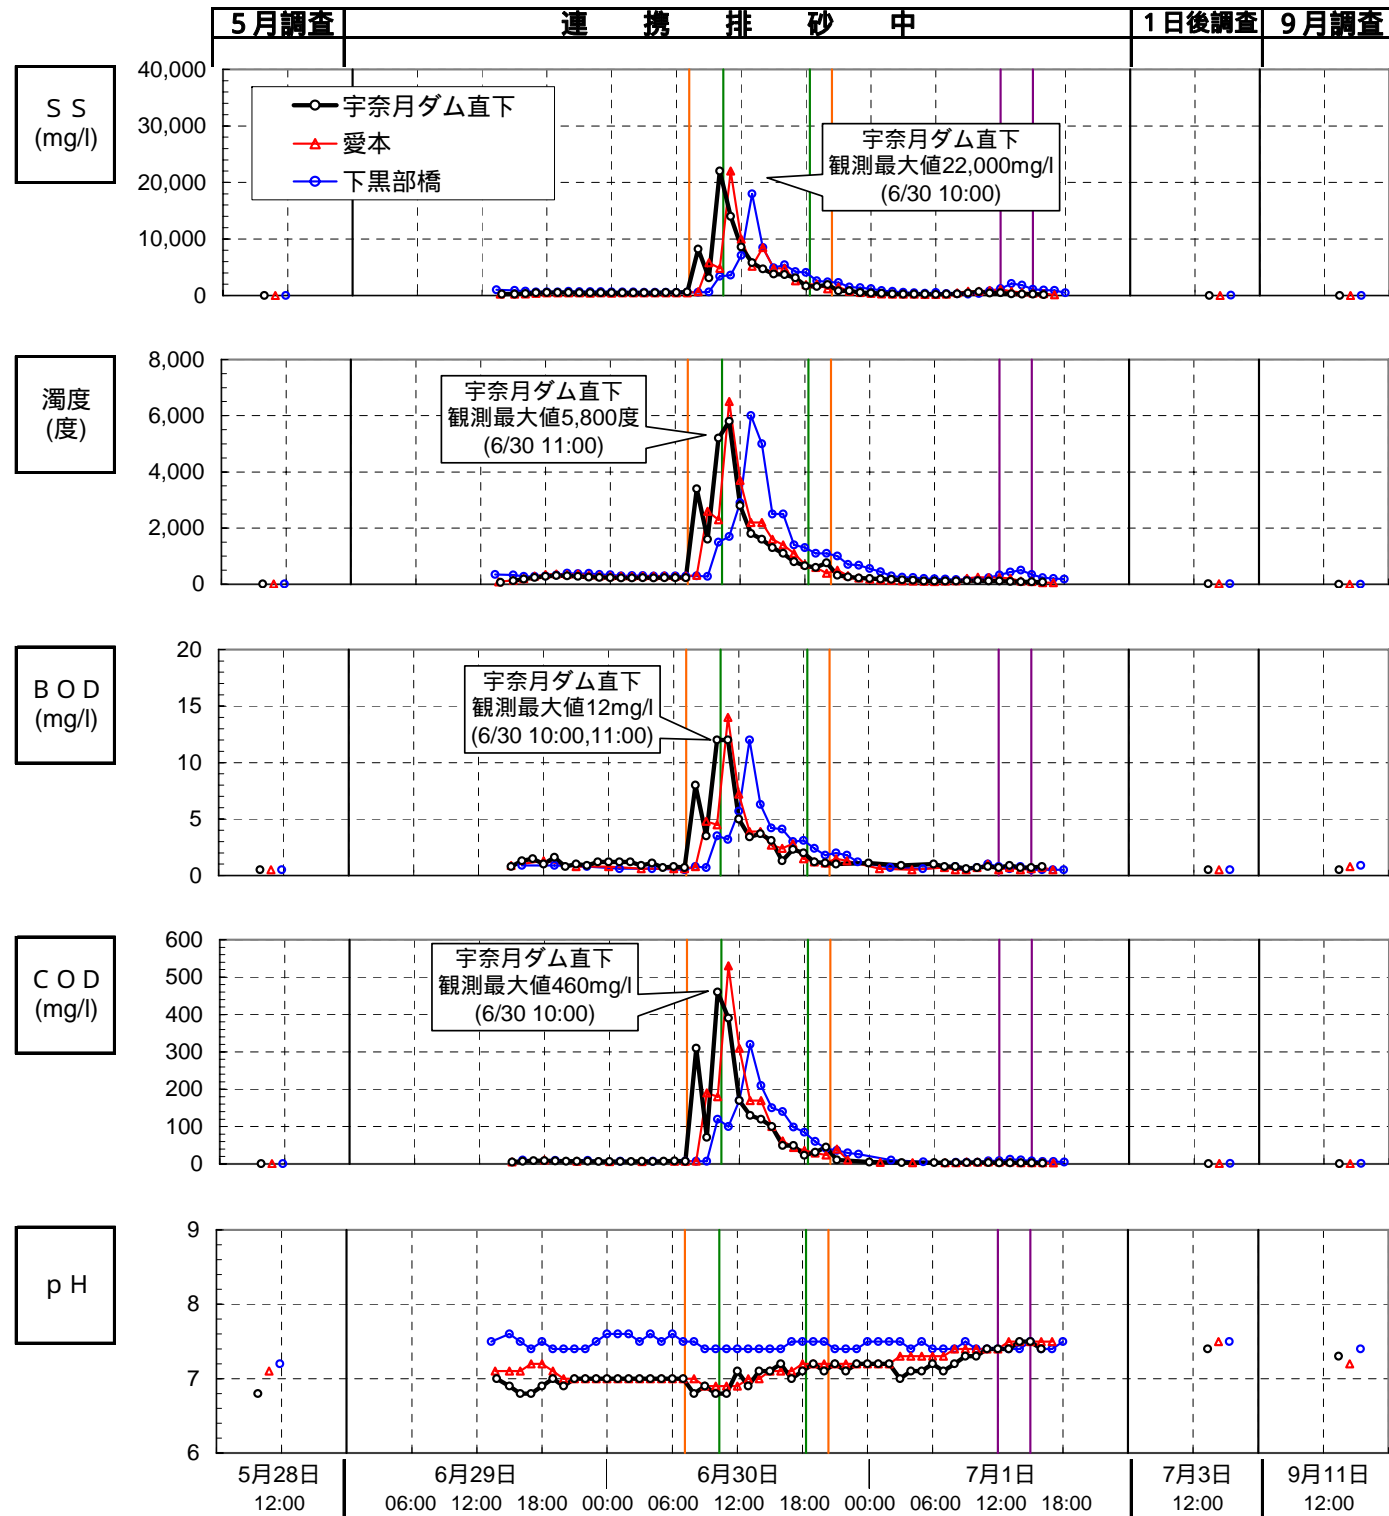 ５月調査 連携排砂中 １日後調査 ９月調査
ＳＳ
(mg/l)
40,000
30,000
20,000
10,000
0
宇奈月ダム直下
愛本
下黒部橋
宇奈月ダム直下
観測最大値22,000mg/l
(6/30 10:00)
濁度
(度)
8,000
6,000
4,000
2,000
0
宇奈月ダム直下
観測最大値5,800度
(6/30 11:00)
ＢＯＤ
(mg/l)
20
15
10
5
0
宇奈月ダム直下
観測最大値12mg/l
(6/30 10:00,11:00)
ＣＯＤ
(mg/l)
600
500
400
300
200
100
0
宇奈月ダム直下
観測最大値460mg/l
(6/30 10:00)
ｐＨ
9
8
7
6
5月28日 6月29日 6月30日 7月1日 7月3日 9月11日
12:00 06:00 12:00 18:00 00:00 06:00 12:00 18:00 00:00 06:00 12:00 18:00 12:00 12:00